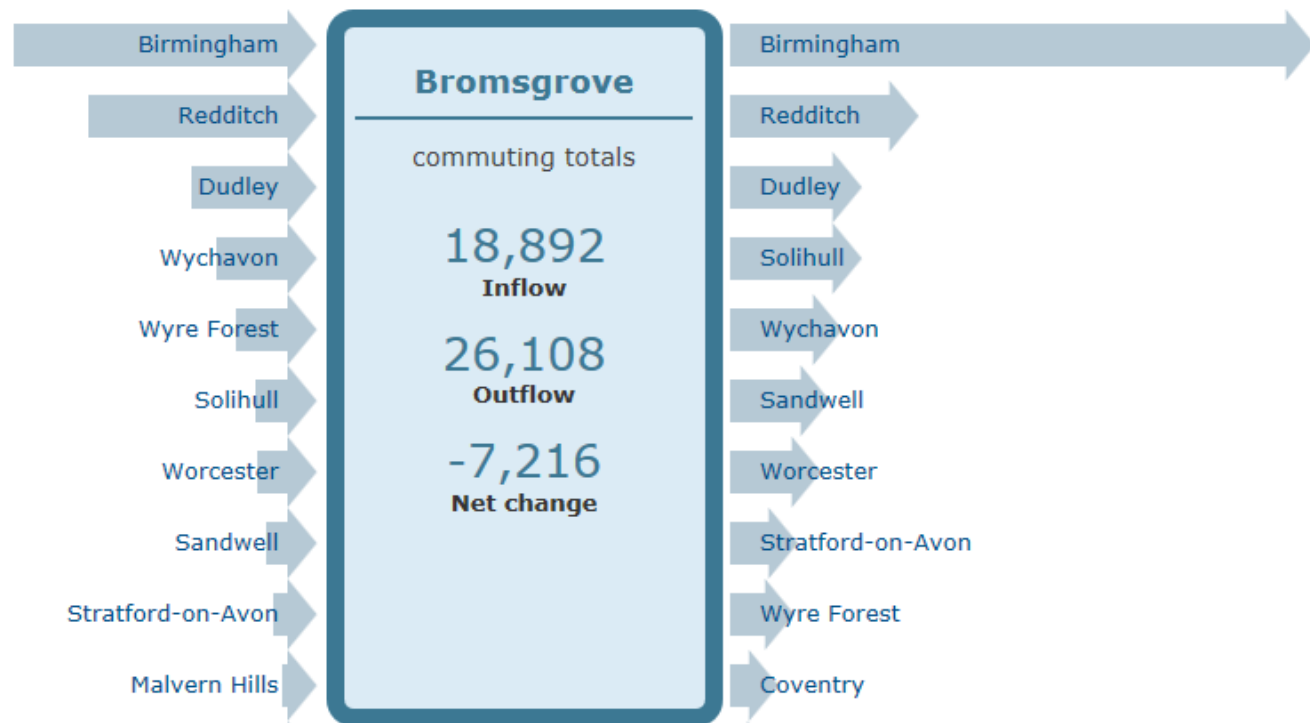 Birmingham
Redditch
Dudley
Wychavon
Wyre Forest
Solihull
Worcester
Sandwell
Stratford-on-Avon
Malvern Hills
Bromsgrove
commuting totals
18,892
Inflow
26,108
Outflow
-7,216
Net change
Birmingham
Redditch
Dudley
Solihull
Wychavon
Sandwell
Worcester
Stratford-on-Avon
Wyre Forest
Coventry